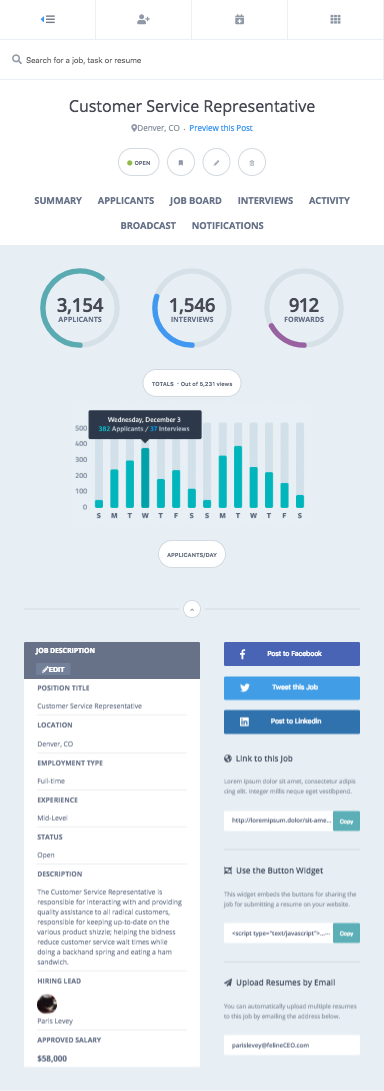 Search for a job, task or resume
Customer Service Representative
Denver, CO · Preview this Post
OPEN
SUMMARY APPLICANTS JOB BOARD INTERVIEWS ACTIVITY
BROADCAST NOTIFICATIONS
3,154
APPLICANTS
1,546
INTERVIEWS
912
FORWARDS
TOTALS - Out of 5,231 views
Wednesday, December 3
382 Applicants / 37 Interviews
500
400
300
200
100
0
S M T W T F S S M T W T F S
APPLICANTS/DAY
JOB DESCRIPTION
EDIT
POSITION TITLE
Customer Service Representative
LOCATION
Denver, CO
EMPLOYMENT TYPE
Full-time
EXPERIENCE
Mid-Level
STATUS
Open
DESCRIPTION
The Customer Service Representative is
responsible for interacting with and providing
quality assistance to all radical customers,
responsible for keeping up-to-date on the
various product shizzle; helping the bidness
reduce customer service wait times while
doing a backhand spring and eating a ham
sandwich.
HIRING LEAD
Paris Levey
APPROVED SALARY
$58,000
Post to Facebook
Tweet this Job
Post to Linkedin
Link to this Job
Lorem ipsum dolor sit amet, consectetur adipis
cing elit. Integer millis neque eget vestibpend.
http://loremipsum.dolor/sit-ame... Copy
Use the Button Widget
This widget embeds the buttons for sharing the
job for submitting a resume on your website.
<script type="text/javascript">...... Copy
Upload Resumes by Email
You can automatically upload multiple resumes
to this job by emailing the address below.
parislevey@felineCEO.com